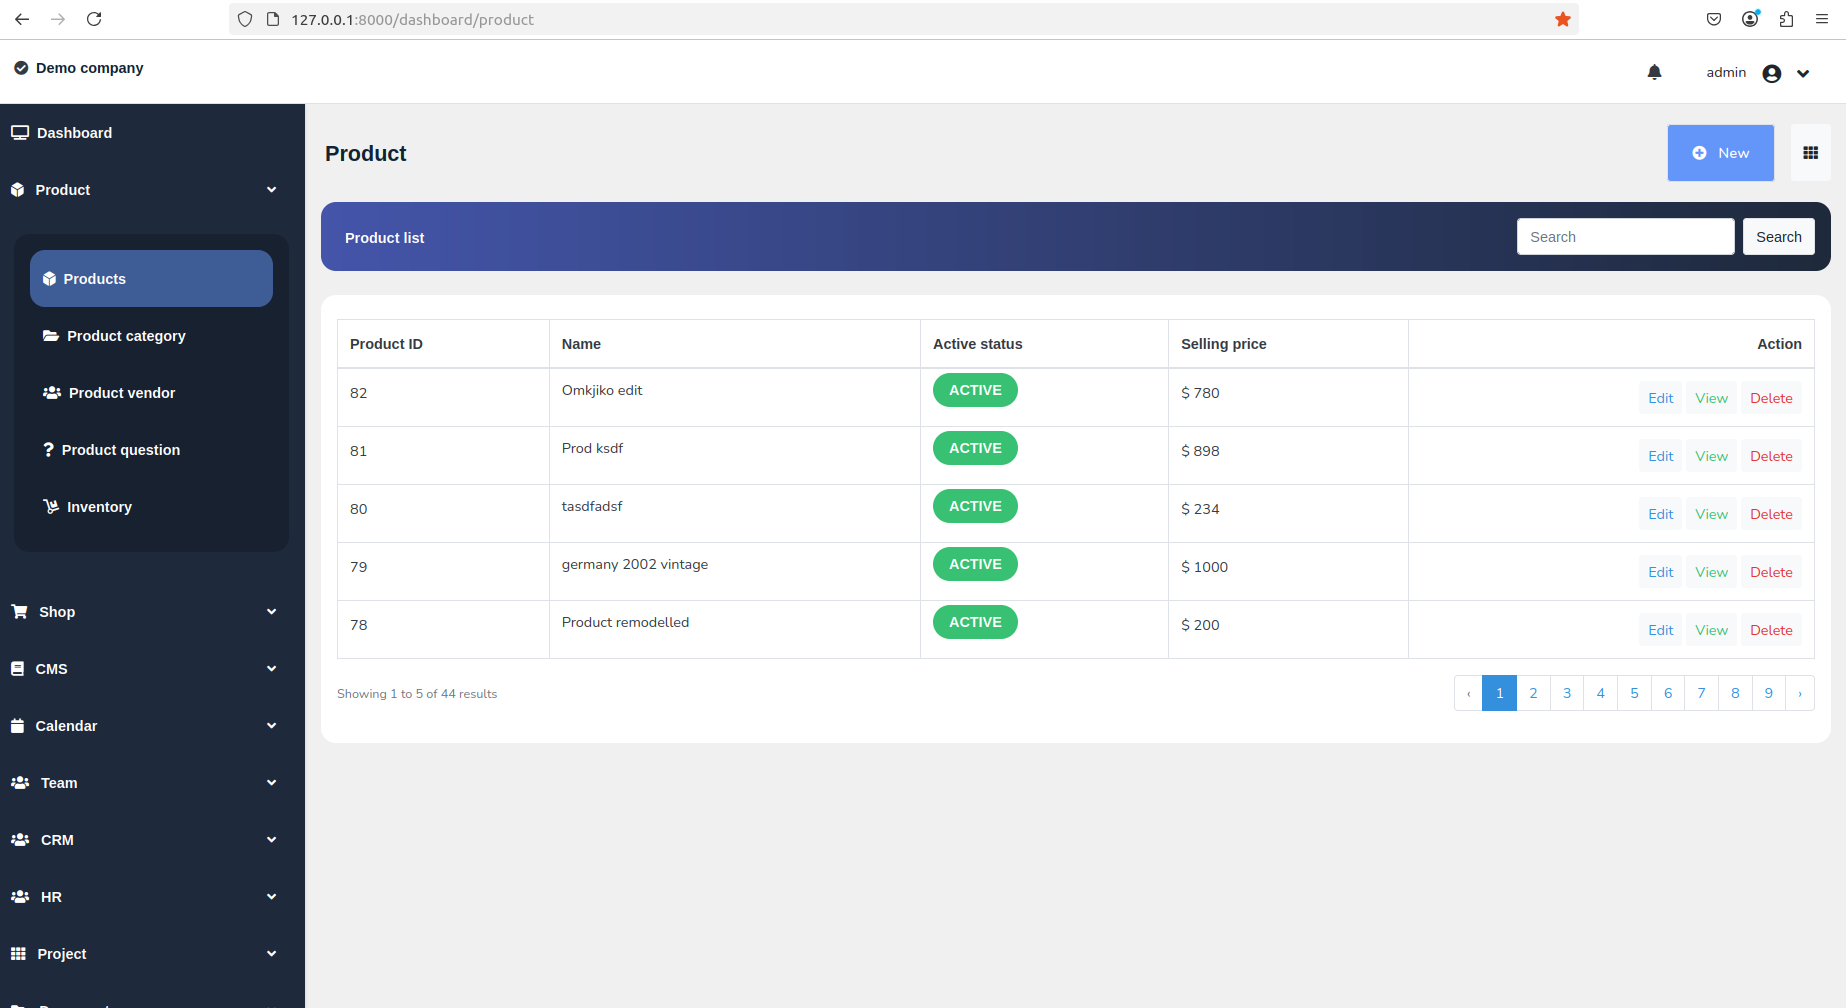 127.0.0.1:8000/dashboard/product
Demo company
admin
Dashboard
Product
Products
Product category
Product vendor
Product question
Inventory
Shop
CMS
Calendar
Team
CRM
HR
Project
Product
New
Product list
Search
Search
Product ID Name Active status Selling price Action
82 Omkjiko edit ACTIVE $ 780 Edit View Delete
81 Prod ksdf ACTIVE $ 898 Edit View Delete
80 tasdfadsf ACTIVE $ 234 Edit View Delete
79 germany 2002 vintage ACTIVE $ 1000 Edit View Delete
78 Product remodelled ACTIVE $ 200 Edit View Delete
Showing 1 to 5 of 44 results
‹ 1 2 3 4 5 6 7 8 9 ›